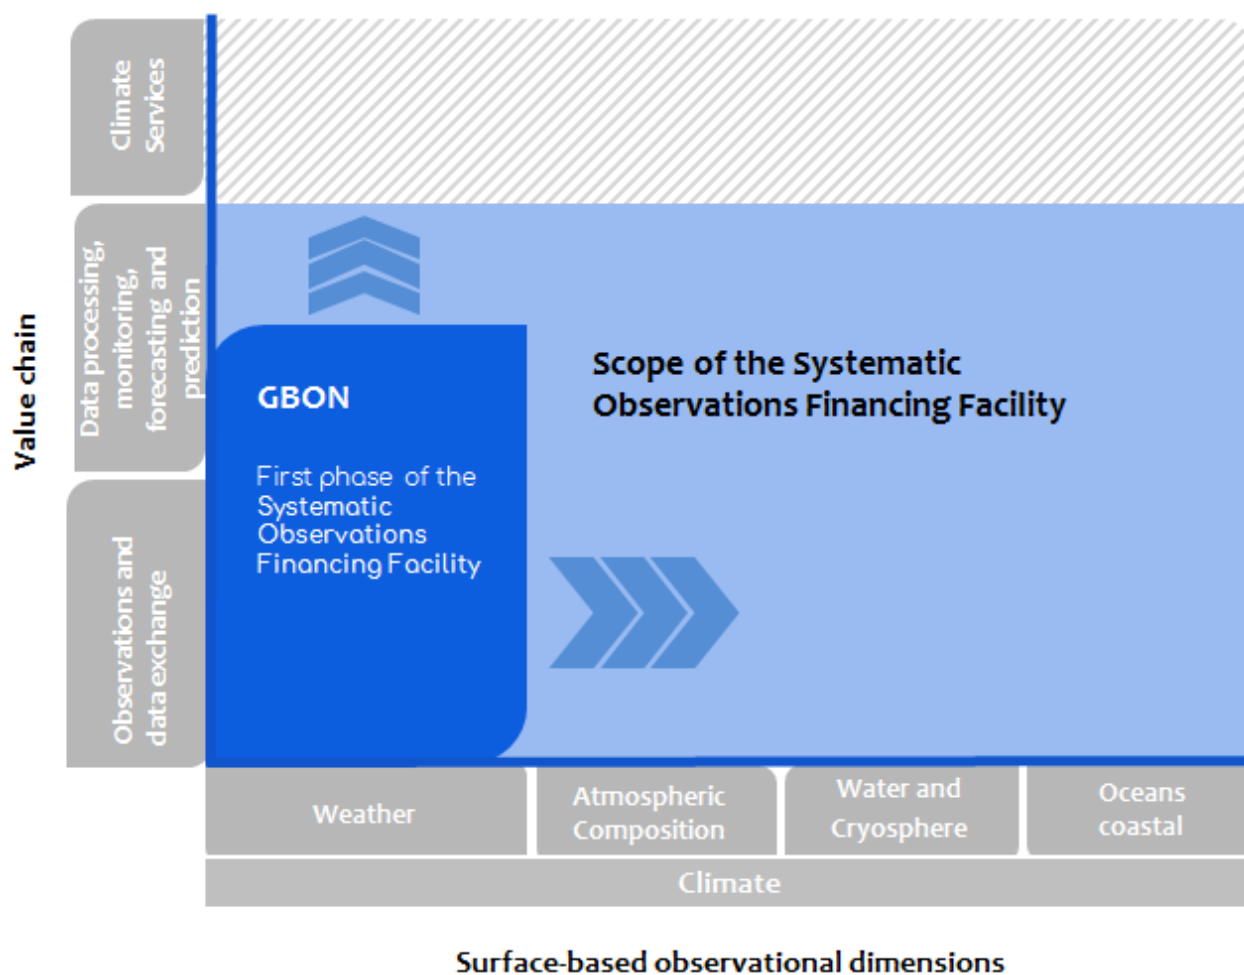 Value chain
Climate
Services
Data processing,
monitoring,
forecasting and
prediction
Observations and
data exchange
GBON
First phase of the
Systematic
Observations
Financing Facility
Scope of the Systematic
Observations Financing Facility
Weather
Atmospheric
Composition
Water and
Cryosphere
Oceans
coastal
Climate
Surface-based observational dimensions